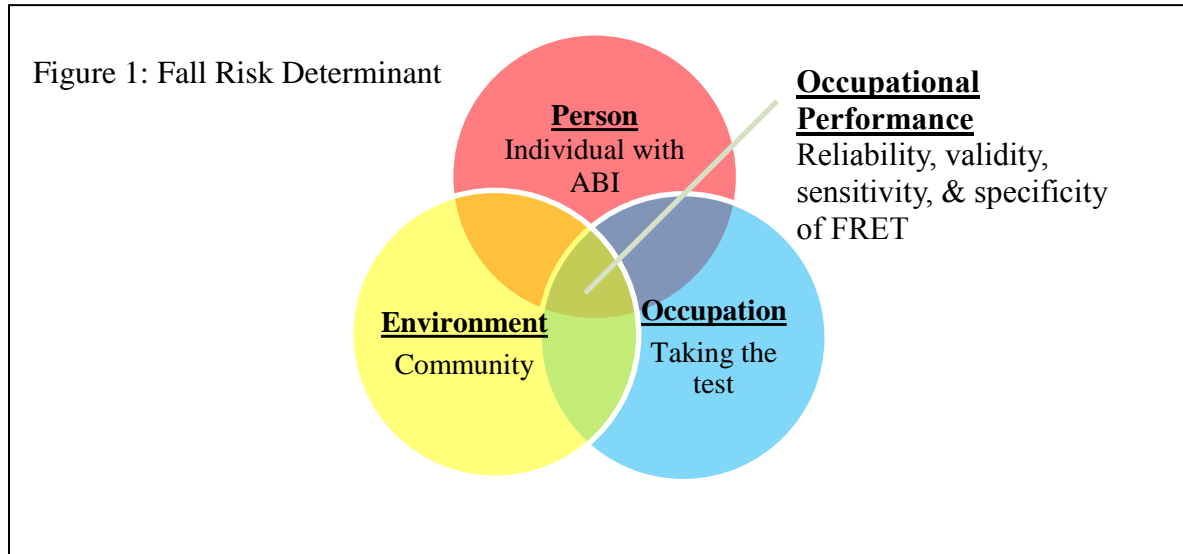 Figure 1: Fall Risk Determinant
Person
Individual with
ABI
Occupational
Performance
Reliability, validity,
sensitivity, & specificity
of FRET
Environment
Community
Occupation
Taking the
test